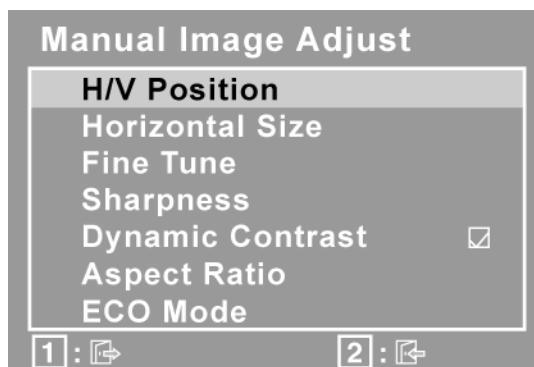 Manual Image Adjust
H/V Position
Horizontal Size
Fine Tune
Sharpness
Dynamic Contrast
Aspect Ratio
ECO Mode
1 : 2 :